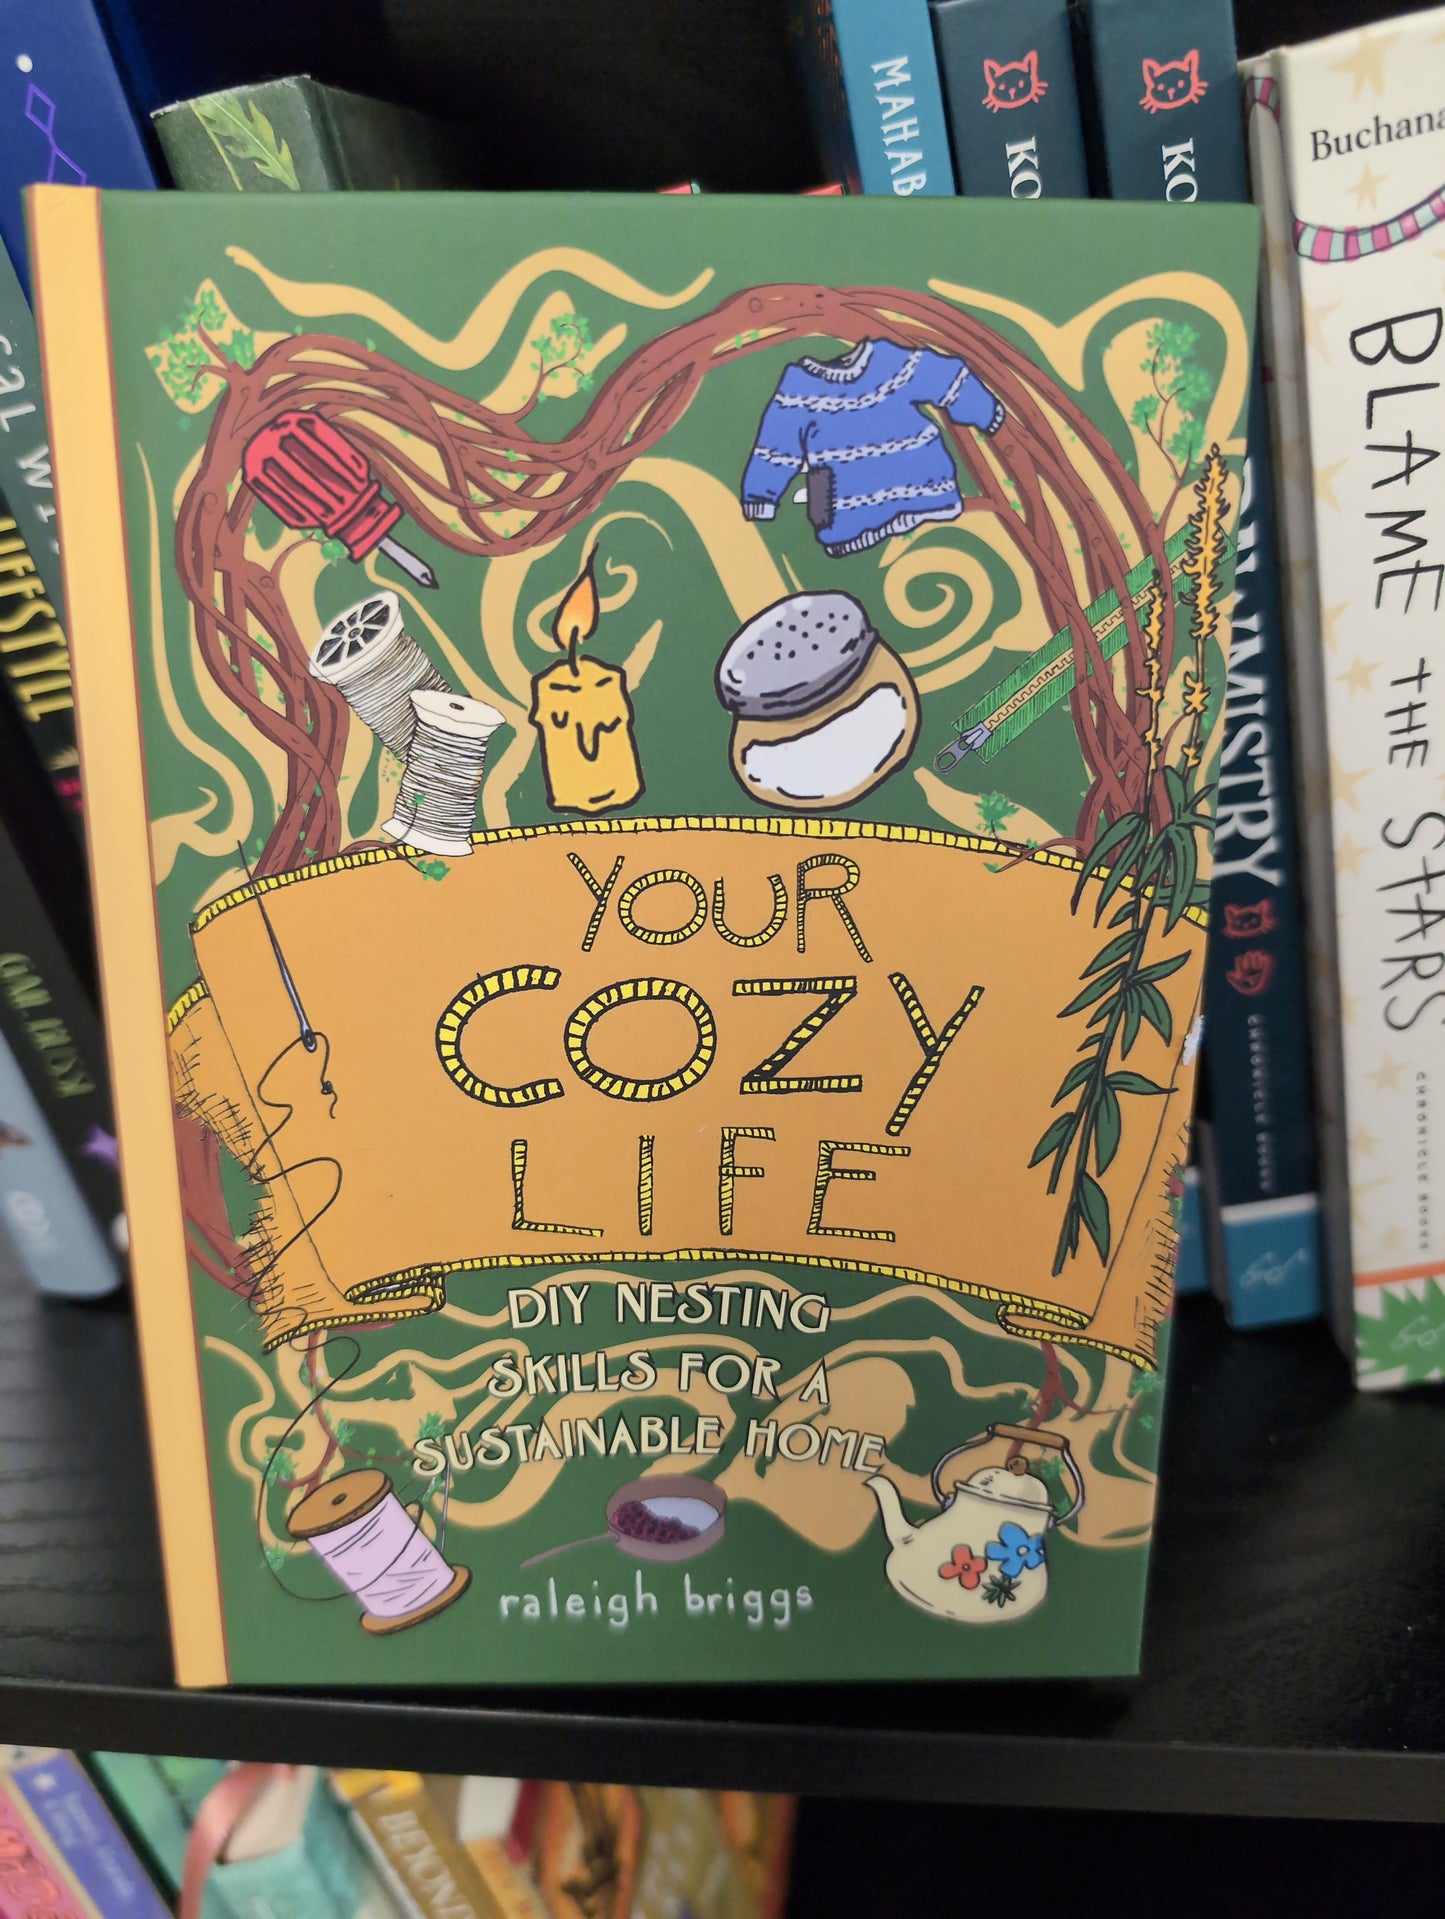 YOUR
COZY
LIFE
DIY NESTING
SKILLS FOR A
SUSTAINABLE HOME
raleigh briggs
MAHAB
KO
KO
Buchana
BLAME THE STARS
CHRONICLE BOOKS
CHRONICLE BOOKS
LIFESTYLE
BEYOND